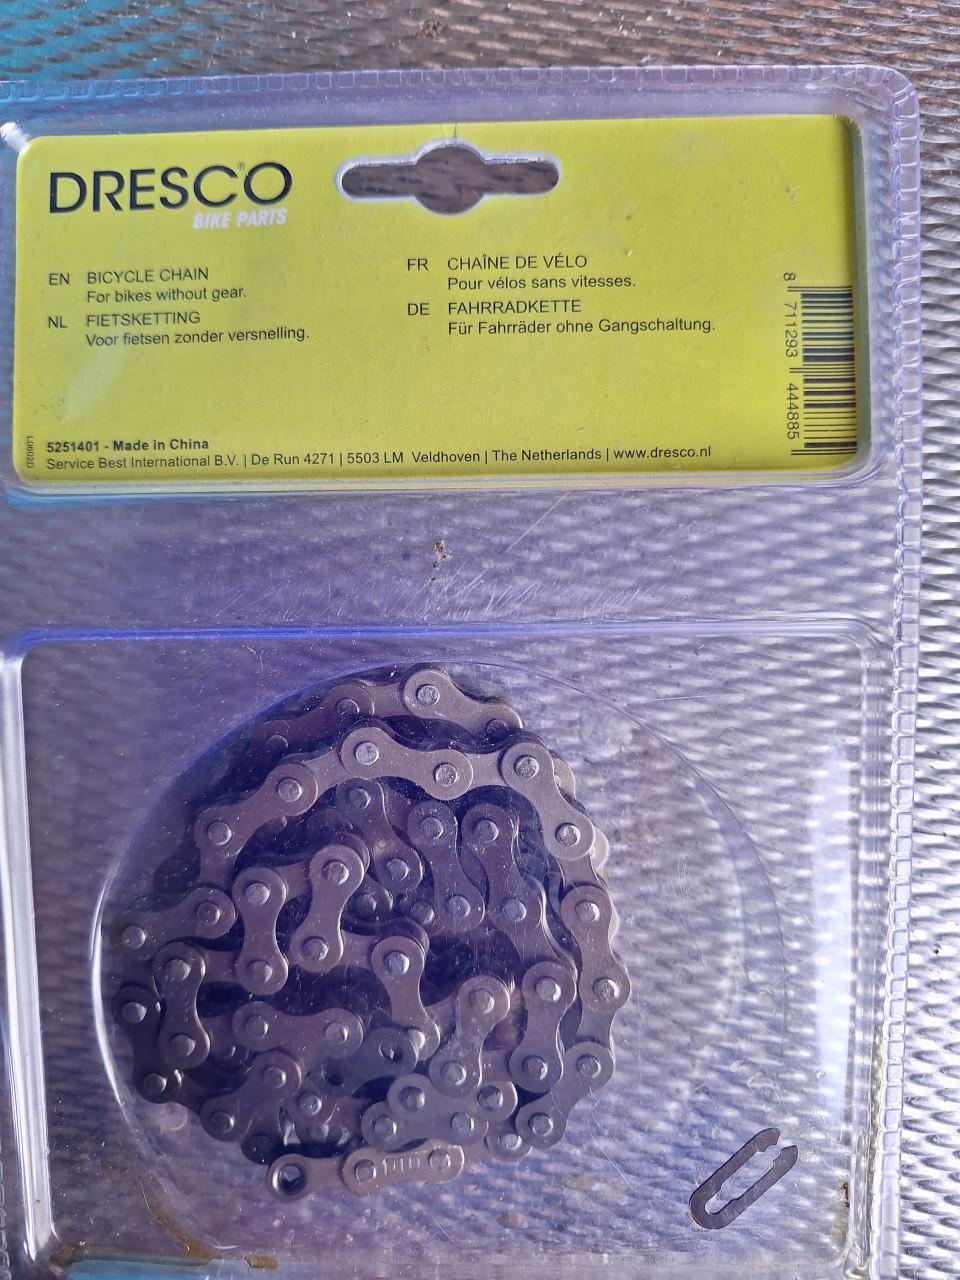 DRESCO®
BIKE PARTS
EN BICYCLE CHAIN
For bikes without gear.
NL FIETSKETTING
Voor fietsen zonder versnelling.
FR CHAÎNE DE VÉLO
Pour vélos sans vitesses.
DE FAHRRADKETTE
Für Fahrräder ohne Gangschaltung.
8 711293 444885
5251401 - Made in China
Service Best International B.V. | De Run 4271 | 5503 LM Veldhoven | The Netherlands | www.dresco.nl